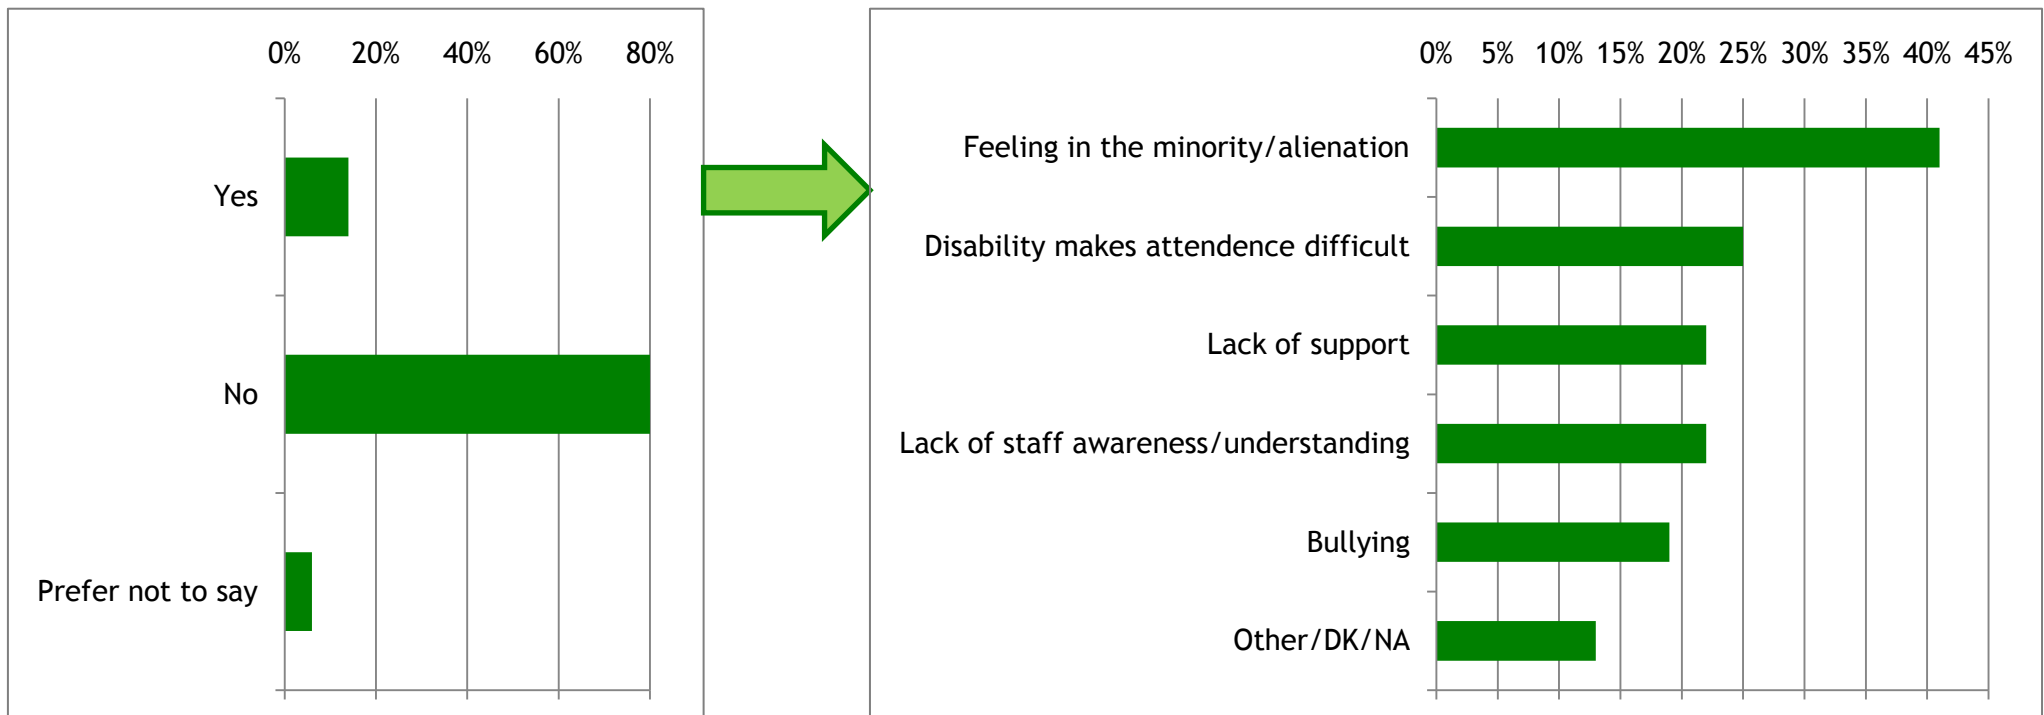 0% 20% 40% 60% 80%
Yes
No
Prefer not to say
0% 5% 10% 15% 20% 25% 30% 35% 40% 45%
Feeling in the minority/alienation
Disability makes attendence difficult
Lack of support
Lack of staff awareness/understanding
Bullying
Other/DK/NA